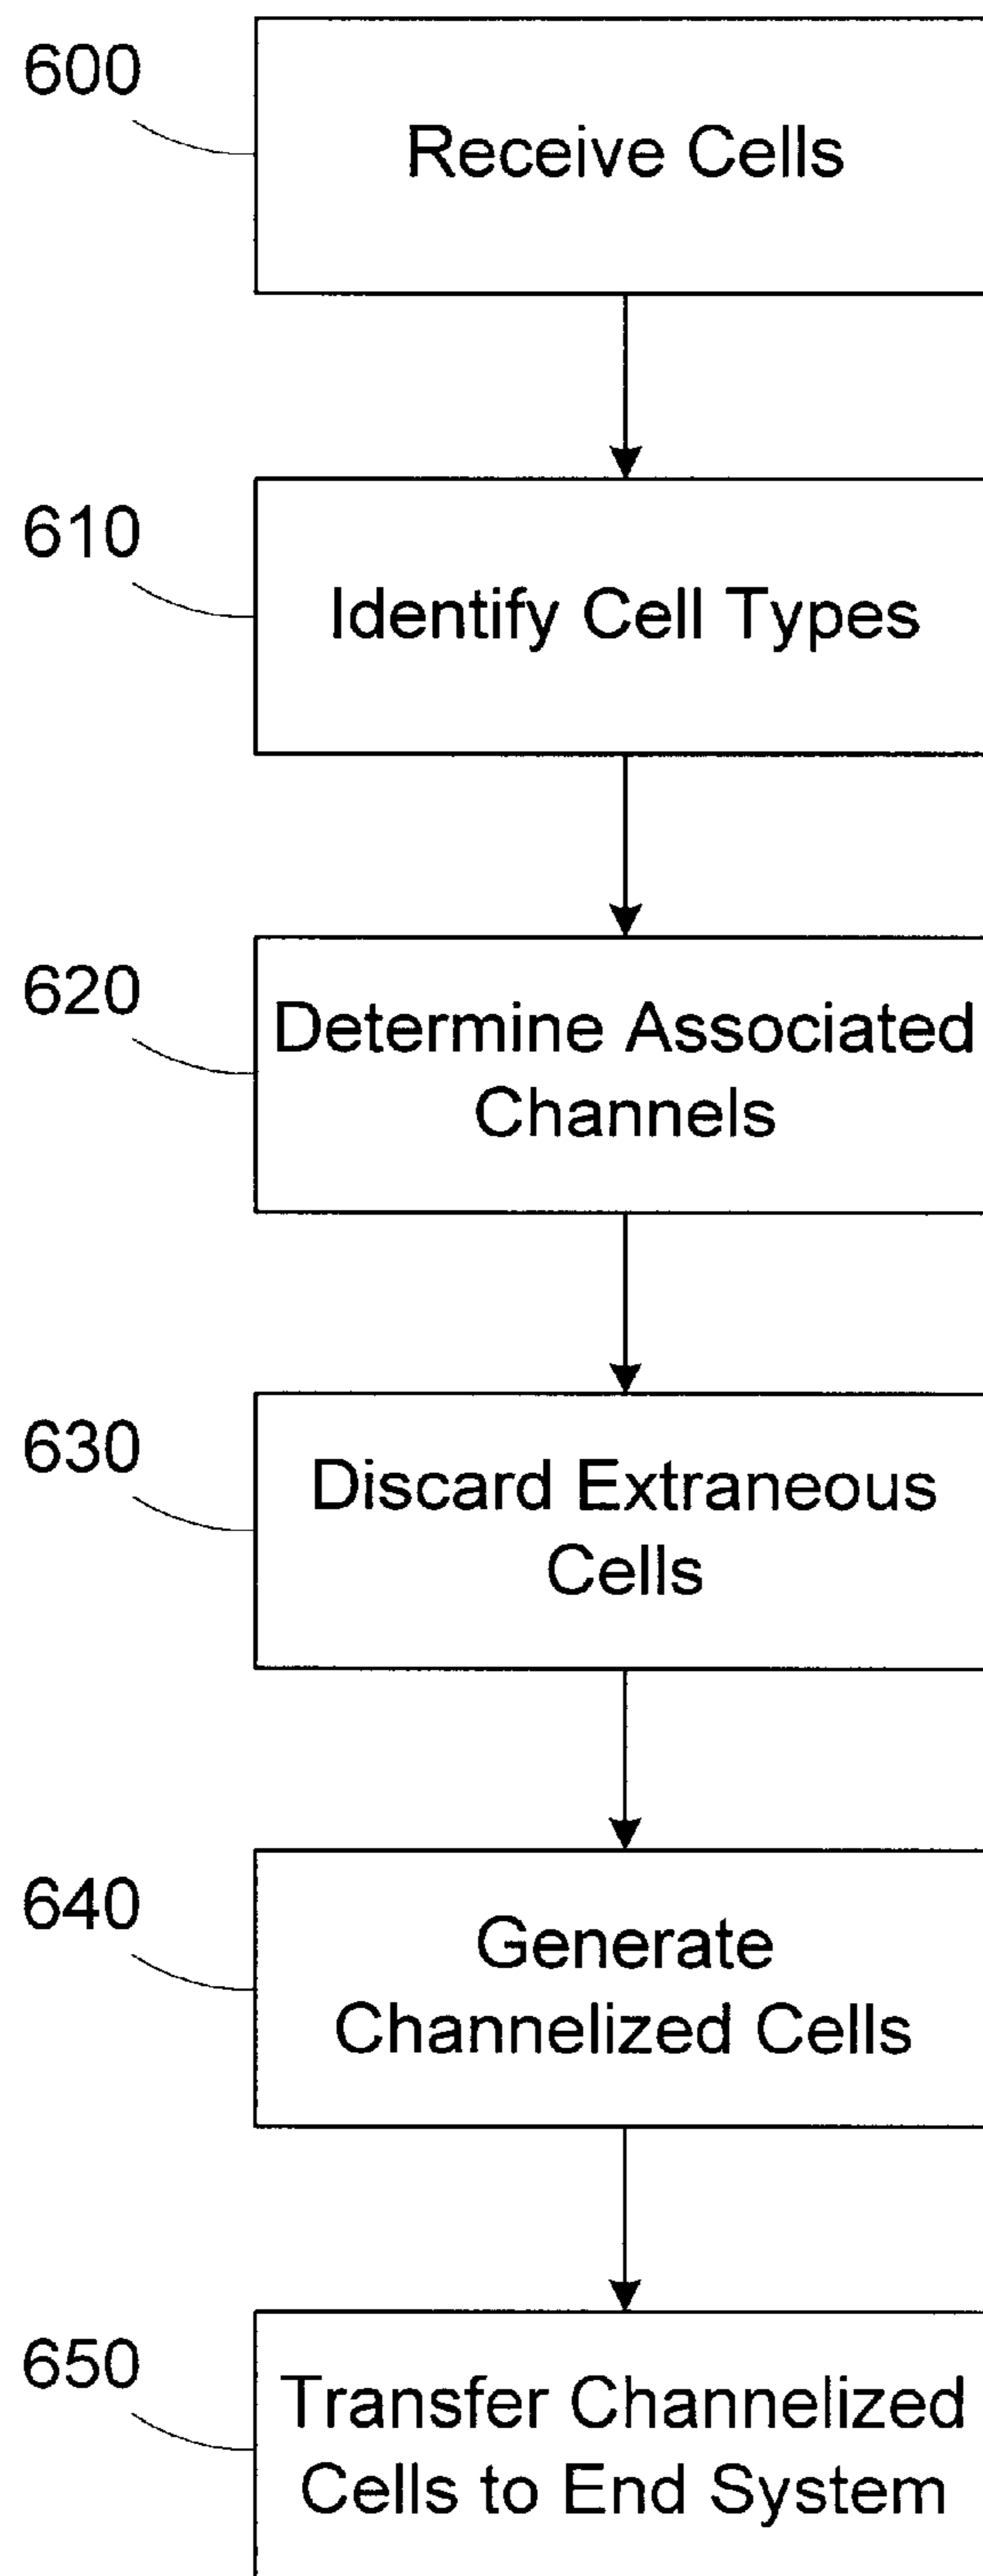 600
Receive Cells
610
Identify Cell Types
620
Determine Associated
Channels
630
Discard Extraneous
Cells
640
Generate
Channelized Cells
650
Transfer Channelized
Cells to End System